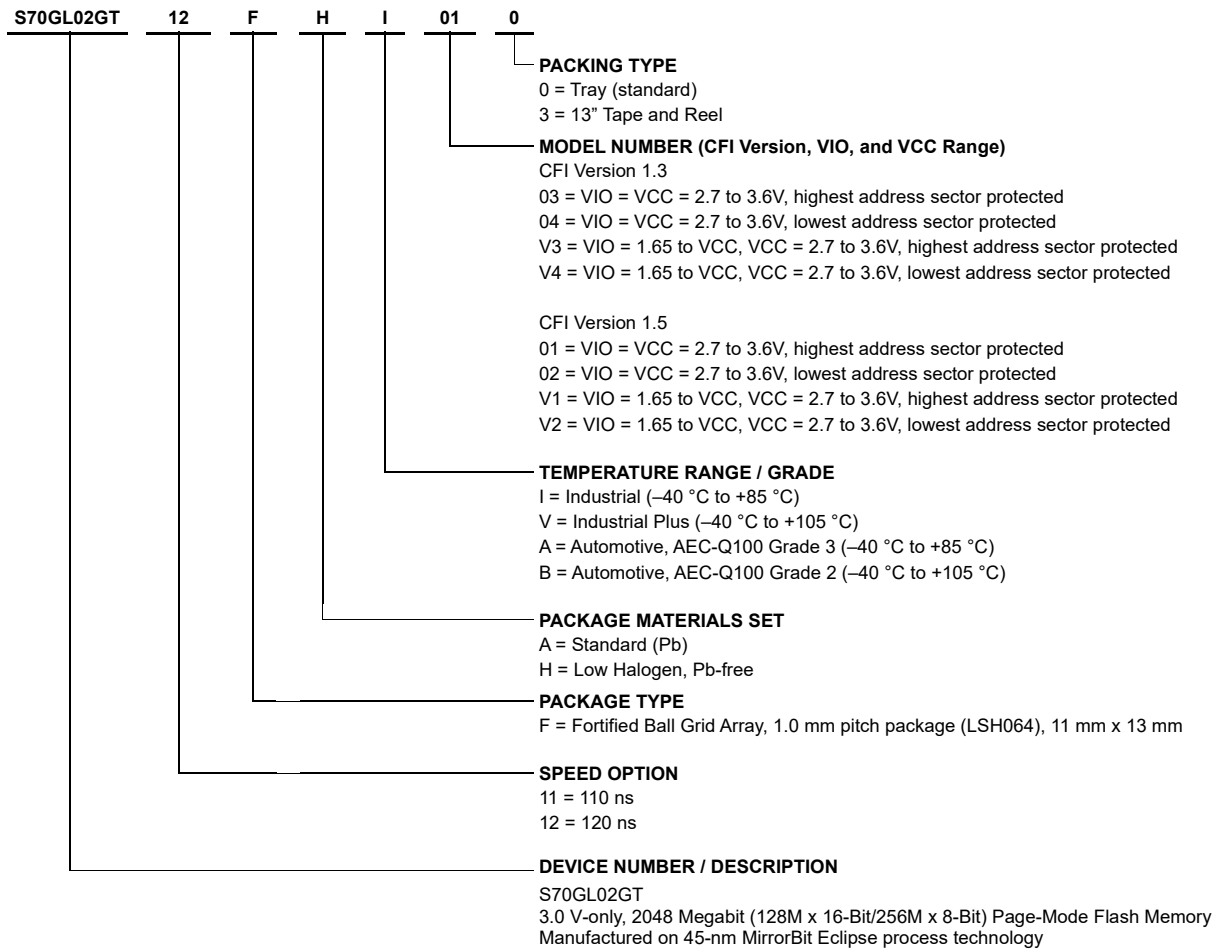 S70GL02GT 12 F H I 01 0
PACKING TYPE
0 = Tray (standard)
3 = 13” Tape and Reel
MODEL NUMBER (CFI Version, VIO, and VCC Range)
CFI Version 1.3
03 = VIO = VCC = 2.7 to 3.6V, highest address sector protected
04 = VIO = VCC = 2.7 to 3.6V, lowest address sector protected
V3 = VIO = 1.65 to VCC, VCC = 2.7 to 3.6V, highest address sector protected
V4 = VIO = 1.65 to VCC, VCC = 2.7 to 3.6V, lowest address sector protected
CFI Version 1.5
01 = VIO = VCC = 2.7 to 3.6V, highest address sector protected
02 = VIO = VCC = 2.7 to 3.6V, lowest address sector protected
V1 = VIO = 1.65 to VCC, VCC = 2.7 to 3.6V, highest address sector protected
V2 = VIO = 1.65 to VCC, VCC = 2.7 to 3.6V, lowest address sector protected
TEMPERATURE RANGE / GRADE
I = Industrial (–40 °C to +85 °C)
V = Industrial Plus (–40 °C to +105 °C)
A = Automotive, AEC-Q100 Grade 3 (–40 °C to +85 °C)
B = Automotive, AEC-Q100 Grade 2 (–40 °C to +105 °C)
PACKAGE MATERIALS SET
A = Standard (Pb)
H = Low Halogen, Pb-free
PACKAGE TYPE
F = Fortified Ball Grid Array, 1.0 mm pitch package (LSH064), 11 mm x 13 mm
SPEED OPTION
11 = 110 ns
12 = 120 ns
DEVICE NUMBER / DESCRIPTION
S70GL02GT
3.0 V-only, 2048 Megabit (128M x 16-Bit/256M x 8-Bit) Page-Mode Flash Memory
Manufactured on 45-nm MirrorBit Eclipse process technology